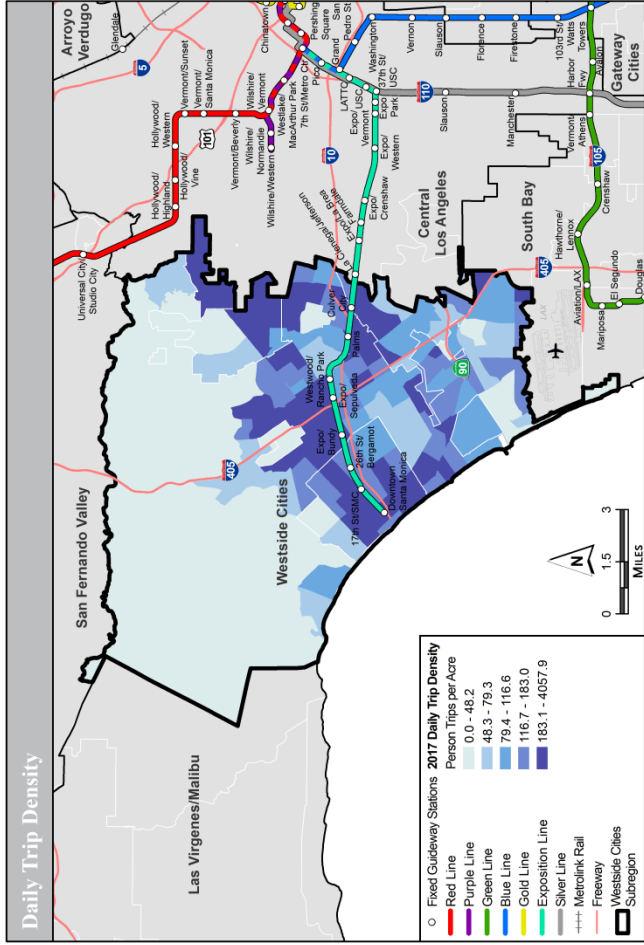 Daily Trip Density
San Fernando Valley
Arroyo
Verdugo
Glendale
5
Universal City/
Studio City
Hollywood/
Highland
Hollywood/
Vine
Hollywood/
Western
101
Vermont/Sunset
Vermont/
Santa Monica
Vermont/Beverly
Wilshire/
Vermont
Wilshire/
Normandie
Wilshire/Western
Westlake/
MacArthur Park
7th St/Metro Ctr
Chinatown
Pershing
Square
Grand
San
Pedro St
Pico
LATTC
Washington
37th St/
USC
Expo/
USC
Expo
Park
Vermont
Expo/
Western
Expo/
Crenshaw
Farmdale
Expo/La Brea
La Cienega/Jefferson
Culver
City
Palms
Westwood/
Rancho Park
Expo/
Sepulveda
Expo/
Bundy
26th St/
Bergamot
17th St/SMC
Downtown
Santa Monica
405
10
110
Vernon
Slauson
Florence
Firestone
103rd St/
Watts
Towers
Slauson
Manchester
Harbor
Fwy
Avalon
Vermont/
Athens
105
Crenshaw
Hawthorne/
Lennox
Aviation/LAX
Mariposa
El Segundo
Douglas
LAX
405
90
Las Virgenes/Malibu
Westside Cities
Central
Los Angeles
South Bay
Gateway
Cities
N
0 1.5 3
MILES
Fixed Guideway Stations
Red Line
Purple Line
Green Line
Blue Line
Gold Line
Exposition Line
Silver Line
Metrolink Rail
Freeway
Westside Cities
Subregion
2017 Daily Trip Density
Person Trips per Acre
0.0 - 48.2
48.3 - 79.3
79.4 - 116.6
116.7 - 183.0
183.1 - 4057.9